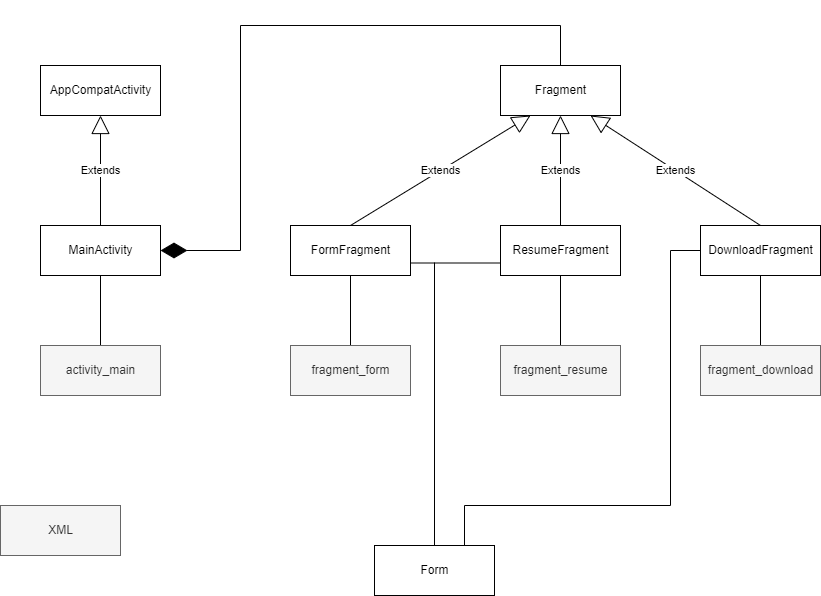 AppCompatActivity
Fragment
Extends
Extends
Extends
Extends
MainActivity
FormFragment
ResumeFragment
DownloadFragment
activity_main
fragment_form
fragment_resume
fragment_download
XML
Form